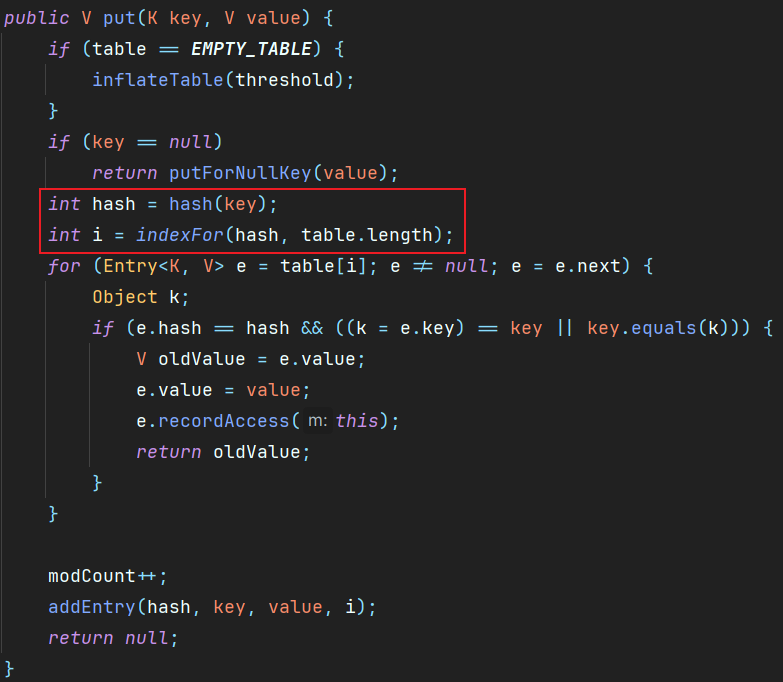 public V put(K key, V value) {
    if (table == EMPTY_TABLE) {
        inflateTable(threshold);
    }
    if (key == null)
        return putForNullKey(value);
    int hash = hash(key);
    int i = indexFor(hash, table.length);
    for (Entry<K, V> e = table[i]; e != null; e = e.next) {
        Object k;
        if (e.hash == hash && ((k = e.key) == key || key.equals(k))) {
            V oldValue = e.value;
            e.value = value;
            e.recordAccess( m: this);
            return oldValue;
        }
    }

    modCount++;
    addEntry(hash, key, value, i);
    return null;
}